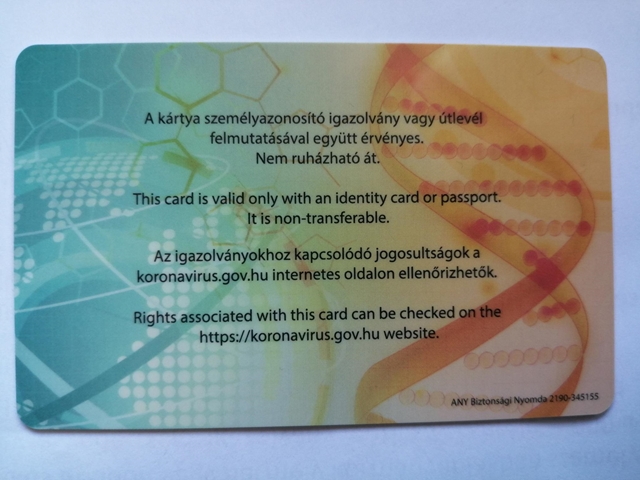 A kártya személyazonosító igazolvány vagy útlevél
felmutatásával együtt érvényes.
Nem ruházható át.
This card is valid only with an identity card or passport.
It is non-transferable.
Az igazolványokhoz kapcsolódó jogosultságok a
koronavirus.gov.hu internetes oldalon ellenőrizhetők.
Rights associated with this card can be checked on the
https://koronavirus.gov.hu website.
ANY Biztonsági Nyomda 2190-345155